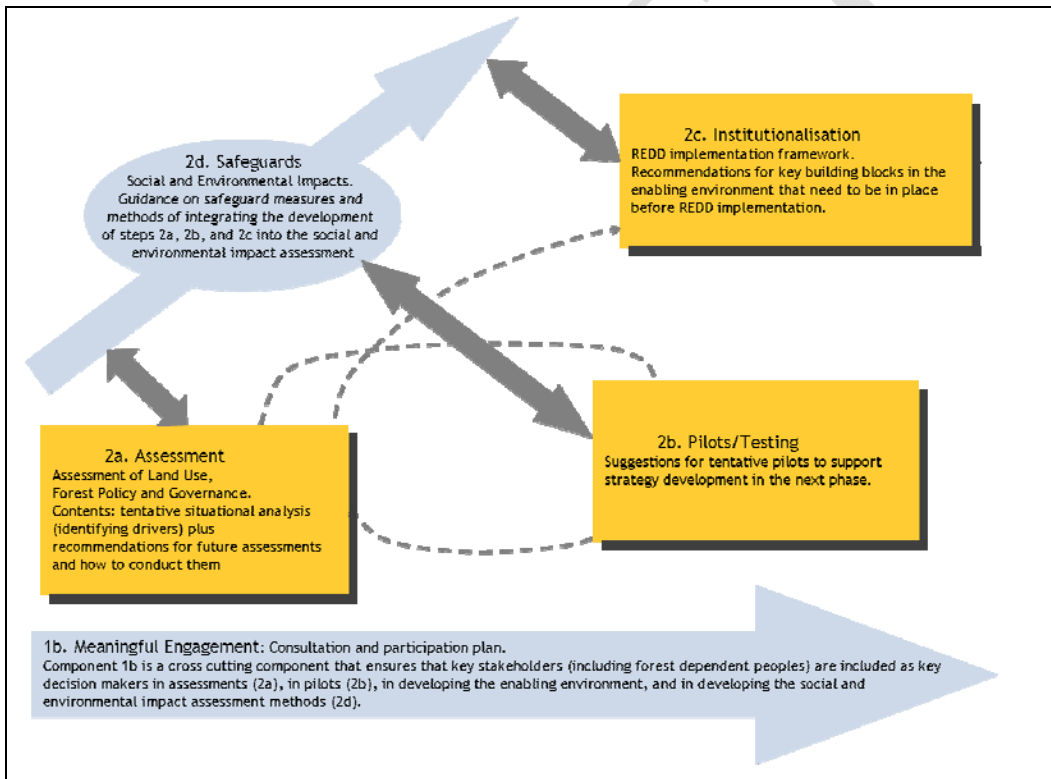 2d. Safeguards
Social and Environmental Impacts.
Guidance on safeguard measures and
methods of integrating the development
of steps 2a, 2b, and 2c into the social and
environmental impact assessment
2c. Institutionalisation
REDD implementation framework.
Recommendations for key building blocks in the
enabling environment that need to be in place
before REDD implementation.
2a. Assessment
Assessment of Land Use,
Forest Policy and Governance.
Contents: tentative situational analysis
(identifying drivers) plus
recommendations for future assessments
and how to conduct them
2b. Pilots/Testing
Suggestions for tentative pilots to support
strategy development in the next phase.
1b. Meaningful Engagement: Consultation and participation plan.
Component 1b is a cross cutting component that ensures that key stakeholders (including forest dependent peoples) are included as key
decision makers in assessments (2a), in pilots (2b), in developing the enabling environment, and in developing the social and
environmental impact assessment methods (2d).